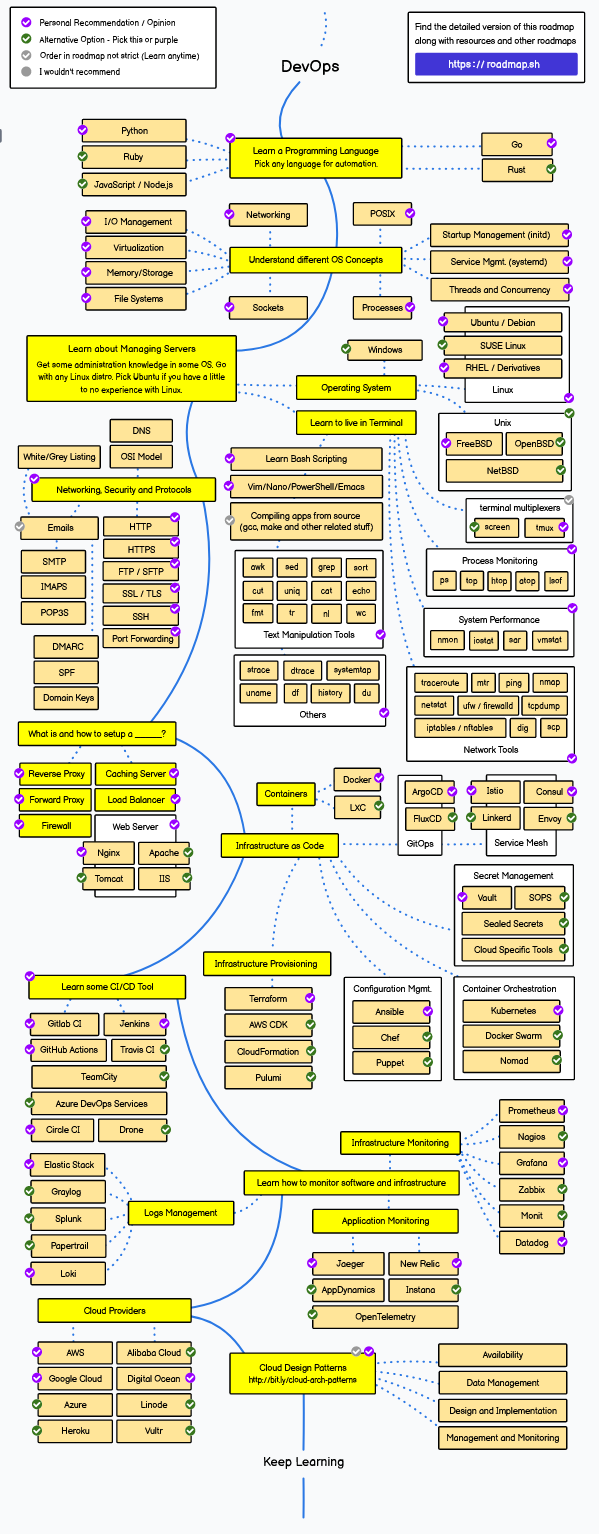 Personal Recommendation / Opinion
Alternative Option - Pick this or purple
Order in roadmap not strict (Learn anytime)
I wouldn't recommend
Find the detailed version of this roadmap
along with resources and other roadmaps
https://roadmap.sh
DevOps
Python
Ruby
JavaScript / Node.js
Learn a Programming Language
Pick any language for automation.
Go
Rust
I/O Management
Virtualization
Memory/Storage
File Systems
Networking
POSIX
Understand different OS Concepts
Sockets
Processes
Startup Management (initd)
Service Mgmt. (systemd)
Threads and Concurrency
Learn about Managing Servers
Get some administration knowledge in some OS. Go
with any Linux distro. Pick Ubuntu if you have a little
to no experience with Linux.
Windows
Operating System
Learn to live in Terminal
Ubuntu / Debian
SUSE Linux
RHEL / Derivatives
Linux
Unix
FreeBSD
OpenBSD
NetBSD
DNS
OSI Model
White/Grey Listing
Networking, Security and Protocols
Emails
SMTP
IMAPS
POP3S
DMARC
SPF
Domain Keys
HTTP
HTTPS
FTP / SFTP
SSL / TLS
SSH
Port Forwarding
Learn Bash Scripting
Vim/Nano/PowerShell/Emacs
Compiling apps from source
(gcc, make and other related stuff)
awk
sed
grep
sort
cut
uniq
cat
echo
fmt
tr
nl
wc
Text Manipulation Tools
strace
dtrace
systemtap
uname
df
history
du
Others
terminal multiplexers
screen
tmux
Process Monitoring
ps
top
htop
atop
lsof
System Performance
nmon
iostat
sar
vmstat
traceroute
mtr
ping
nmap
netstat
ufw / firewalld
tcpdump
iptables / nftables
dig
scp
Network Tools
What is and how to setup a ______?
Reverse Proxy
Caching Server
Forward Proxy
Load Balancer
Firewall
Web Server
Nginx
Apache
Tomcat
IIS
Containers
Docker
LXC
Infrastructure as Code
ArgoCD
FluxCD
GitOps
Istio
Consul
Linkerd
Envoy
Service Mesh
Secret Management
Vault
SOPS
Sealed Secrets
Cloud Specific Tools
Infrastructure Provisioning
Terraform
AWS CDK
CloudFormation
Pulumi
Configuration Mgmt.
Ansible
Chef
Puppet
Container Orchestration
Kubernetes
Docker Swarm
Nomad
Learn some CI/CD Tool
Gitlab CI
Jenkins
GitHub Actions
Travis CI
TeamCity
Azure DevOps Services
Circle CI
Drone
Infrastructure Monitoring
Prometheus
Nagios
Grafana
Zabbix
Monit
Datadog
Learn how to monitor software and infrastructure
Elastic Stack
Graylog
Splunk
Papertrail
Loki
Logs Management
Application Monitoring
Jaeger
New Relic
AppDynamics
Instana
OpenTelemetry
Cloud Providers
AWS
Alibaba Cloud
Google Cloud
Digital Ocean
Azure
Linode
Heroku
Vultr
Cloud Design Patterns
http://bit.ly/cloud-arch-patterns
Availability
Data Management
Design and Implementation
Management and Monitoring
Keep Learning